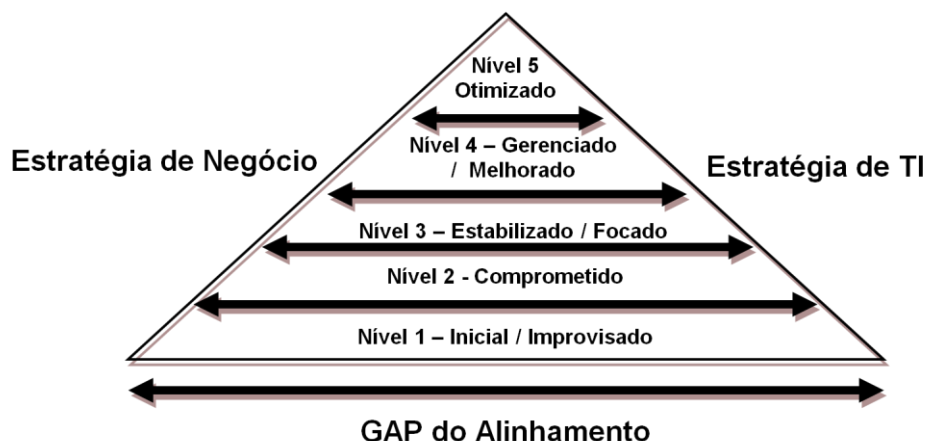 Nível 5
Otimizado
Estratégia de Negócio
Nível 4 – Gerenciado
/ Melhorado
Estratégia de TI
Nível 3 – Estabilizado / Focado
Nível 2 - Comprometido
Nível 1 – Inicial / Improvisado
GAP do Alinhamento